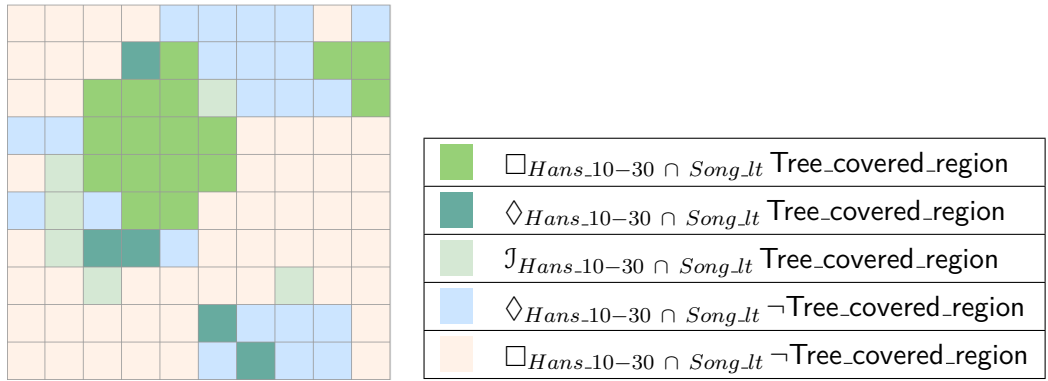 □Hans_10−30 ∩ Song_lt Tree_covered_region
◊Hans_10−30 ∩ Song_lt Tree_covered_region
ℐHans_10−30 ∩ Song_lt Tree_covered_region
◊Hans_10−30 ∩ Song_lt ¬Tree_covered_region
□Hans_10−30 ∩ Song_lt ¬Tree_covered_region